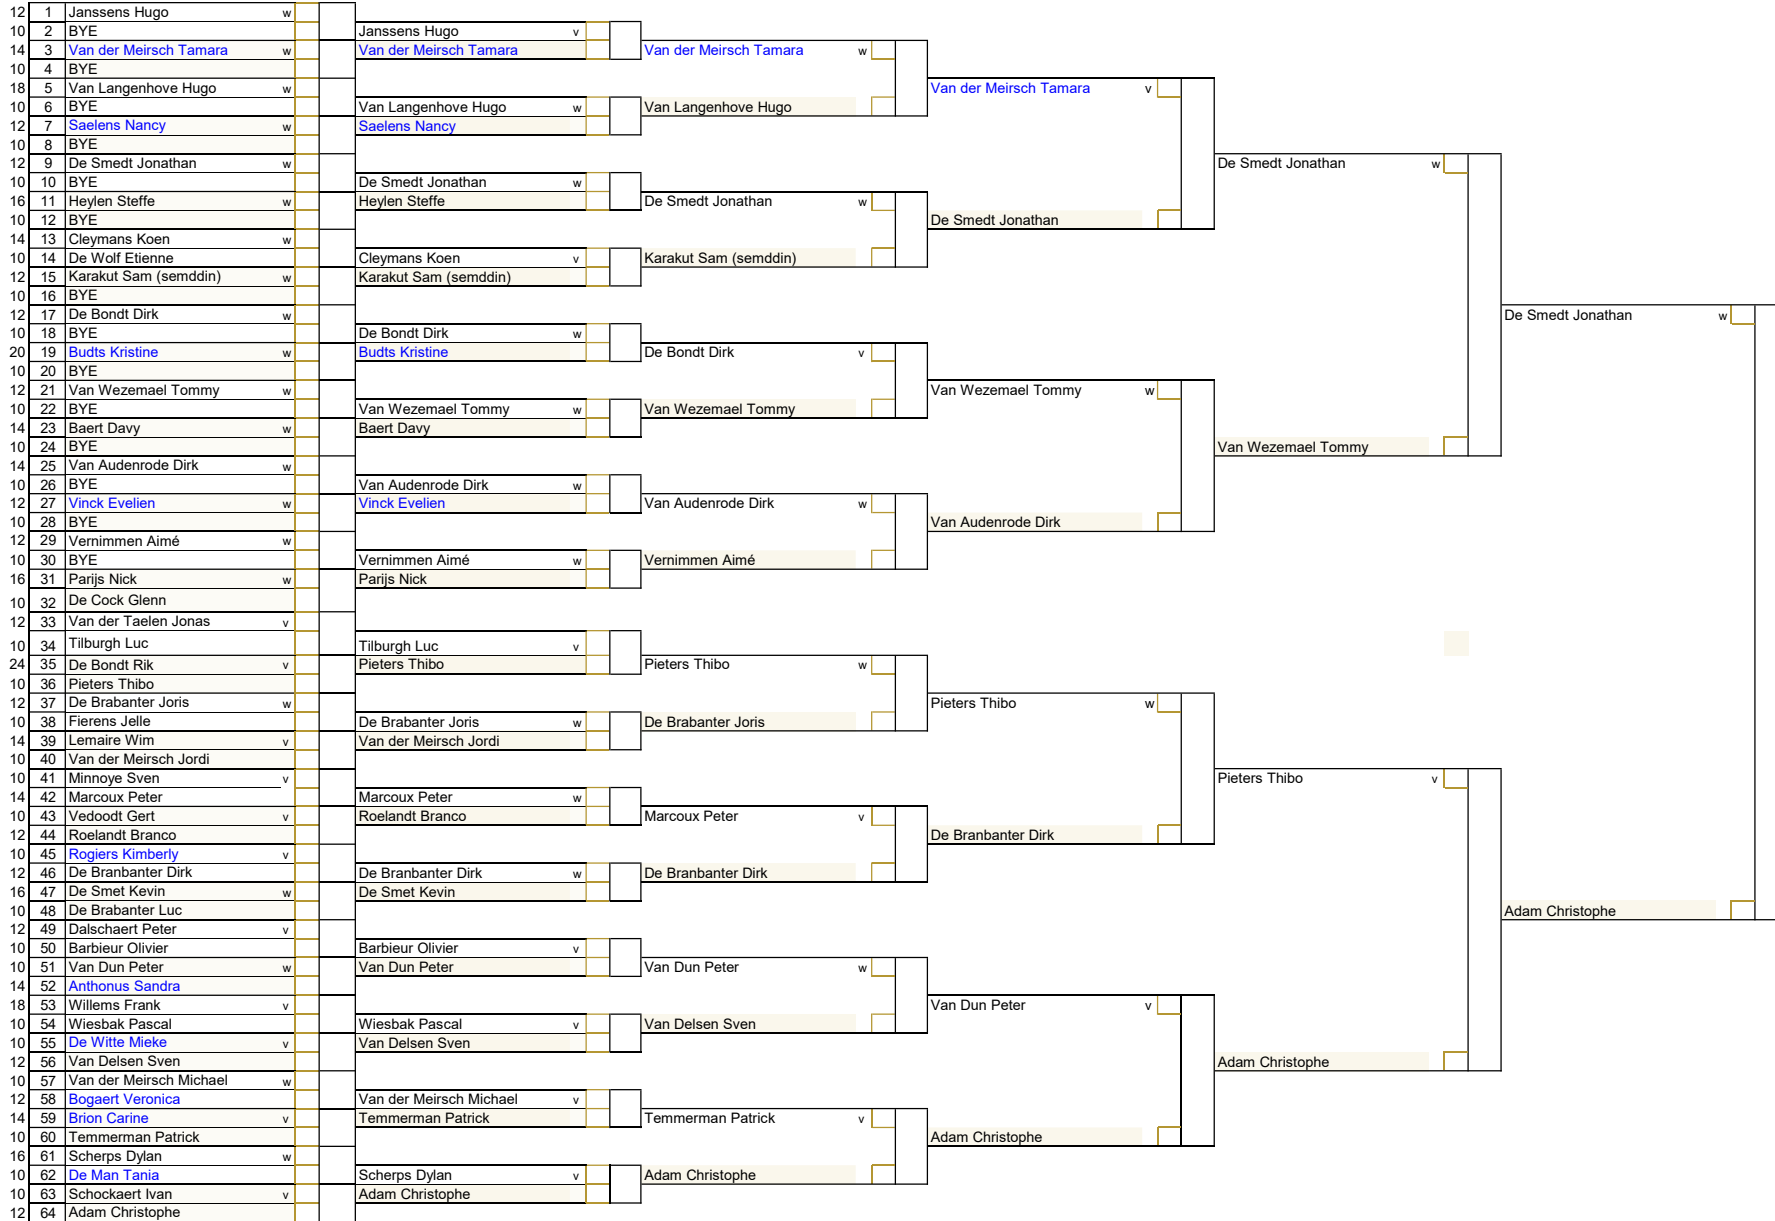 12 1 Janssens Hugo w
10 2 BYE Janssens Hugo v
14 3 Van der Meirsch Tamara w Van der Meirsch Tamara Van der Meirsch Tamara w
10 4 BYE
18 5 Van Langenhove Hugo w Van der Meirsch Tamara v
10 6 BYE Van Langenhove Hugo w Van Langenhove Hugo
12 7 Saelens Nancy w Saelens Nancy
10 8 BYE
12 9 De Smedt Jonathan w De Smedt Jonathan w
10 10 BYE De Smedt Jonathan w
16 11 Heylen Steffe w Heylen Steffe De Smedt Jonathan w
10 12 BYE De Smedt Jonathan
14 13 Cleymans Koen w
10 14 De Wolf Etienne Cleymans Koen v Karakut Sam (semddin)
12 15 Karakut Sam (semddin) w Karakut Sam (semddin)
10 16 BYE
12 17 De Bondt Dirk w De Smedt Jonathan w
10 18 BYE De Bondt Dirk w
20 19 Budts Kristine w Budts Kristine De Bondt Dirk v
10 20 BYE
12 21 Van Wezemael Tommy w Van Wezemael Tommy w
10 22 BYE Van Wezemael Tommy w Van Wezemael Tommy
14 23 Baert Davy w Baert Davy
10 24 BYE Van Wezemael Tommy
14 25 Van Audenrode Dirk w
10 26 BYE Van Audenrode Dirk w
12 27 Vinck Evelien w Vinck Evelien Van Audenrode Dirk w
10 28 BYE Van Audenrode Dirk
12 29 Vernimmen Aimé w
10 30 BYE Vernimmen Aimé w Vernimmen Aimé
16 31 Parijs Nick w Parijs Nick
10 32 De Cock Glenn
12 33 Van der Taelen Jonas v
10 34 Tilburgh Luc Tilburgh Luc v
24 35 De Bondt Rik v Pieters Thibo Pieters Thibo w
10 36 Pieters Thibo
12 37 De Brabanter Joris w Pieters Thibo w
10 38 Fierens Jelle De Brabanter Joris w De Brabanter Joris
14 39 Lemaire Wim v Van der Meirsch Jordi
10 40 Van der Meirsch Jordi
10 41 Minnoye Sven v Pieters Thibo v
14 42 Marcoux Peter Marcoux Peter w
10 43 Vedoodt Gert v Roelandt Branco Marcoux Peter v
12 44 Roelandt Branco De Branbanter Dirk
10 45 Rogiers Kimberly v
12 46 De Branbanter Dirk De Branbanter Dirk w De Branbanter Dirk
16 47 De Smet Kevin w De Smet Kevin
10 48 De Brabanter Luc Adam Christophe
12 49 Dalschaert Peter v
10 50 Barbieur Olivier Barbieur Olivier v
10 51 Van Dun Peter w Van Dun Peter Van Dun Peter w
14 52 Anthonus Sandra
18 53 Willems Frank v Van Dun Peter v
10 54 Wiesbak Pascal Wiesbak Pascal v Van Delsen Sven
10 55 De Witte Mieke v Van Delsen Sven
12 56 Van Delsen Sven Adam Christophe
10 57 Van der Meirsch Michael w
12 58 Bogaert Veronica Van der Meirsch Michael v
14 59 Brion Carine v Temmerman Patrick Temmerman Patrick v
10 60 Temmerman Patrick Adam Christophe
16 61 Scherps Dylan w
10 62 De Man Tania Scherps Dylan v Adam Christophe
10 63 Schockaert Ivan v Adam Christophe
12 64 Adam Christophe